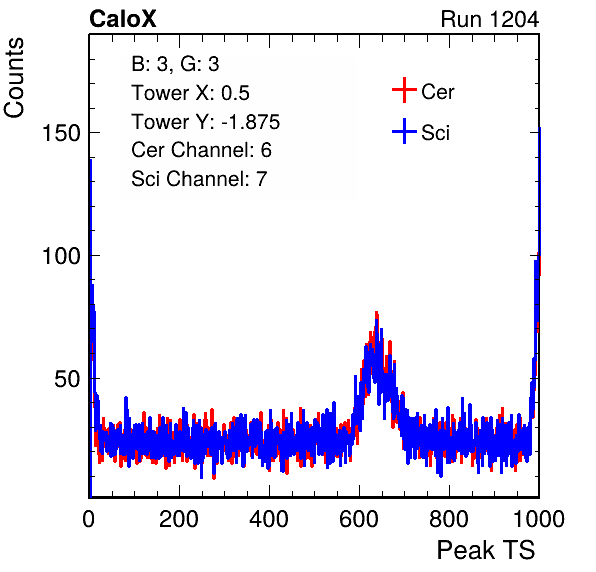 CaloX Run 1204
Counts
B: 3, G: 3
Tower X: 0.5
Tower Y: -1.875
Cer Channel: 6
Sci Channel: 7
Cer
Sci
150
100
50
0 200 400 600 800 1000
Peak TS